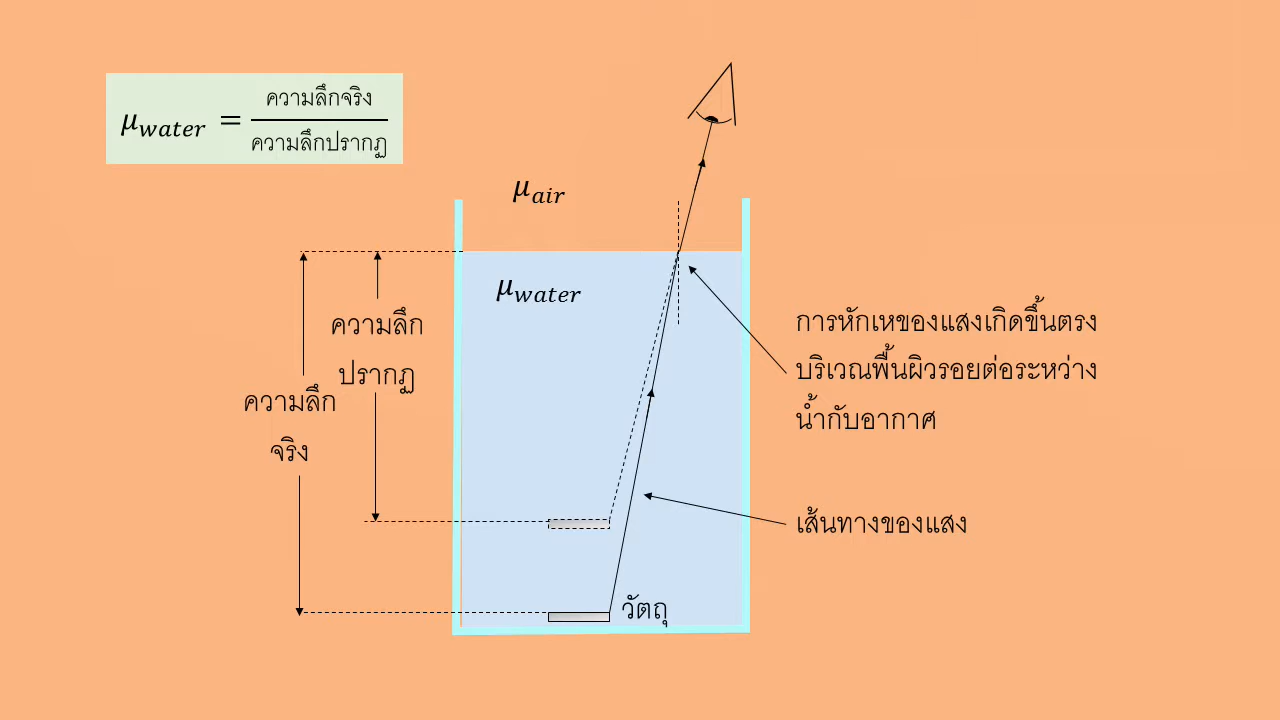 μwater = ความลึกจริง
ความลึกปรากฏ
μair
μwater
ความลึก
ปรากฏ
ความลึก
จริง
การหักเหของแสงเกิดขึ้นตรง
บริเวณพื้นผิวรอยต่อระหว่าง
น้ำกับอากาศ
เส้นทางของแสง
วัตถุ